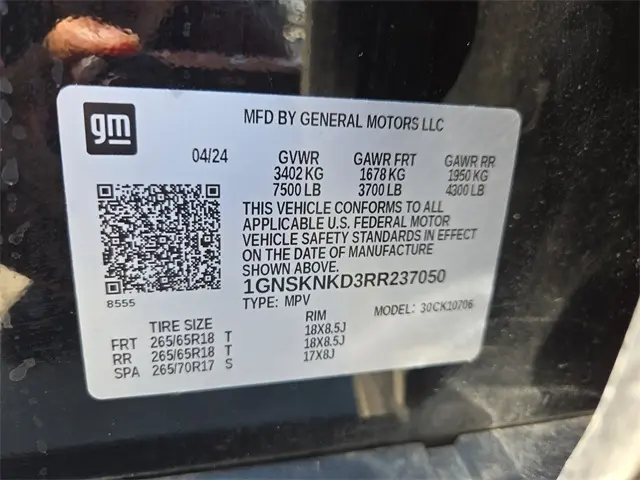 gm
MFD BY GENERAL MOTORS LLC
04/24 GVWR GAWR FRT GAWR RR
3402 KG 1678 KG 1950 KG
7500 LB 3700 LB 4300 LB
THIS VEHICLE CONFORMS TO ALL
APPLICABLE U.S. FEDERAL MOTOR
VEHICLE SAFETY STANDARDS IN EFFECT
ON THE DATE OF MANUFACTURE
SHOWN ABOVE.
1GNSKNKD3RR237050
8555
TYPE: MPV MODEL: 30CK10706
TIRE SIZE RIM
FRT 265/65R18 T 18X8.5J
RR 265/65R18 T 18X8.5J
SPA 265/70R17 S 17X8J